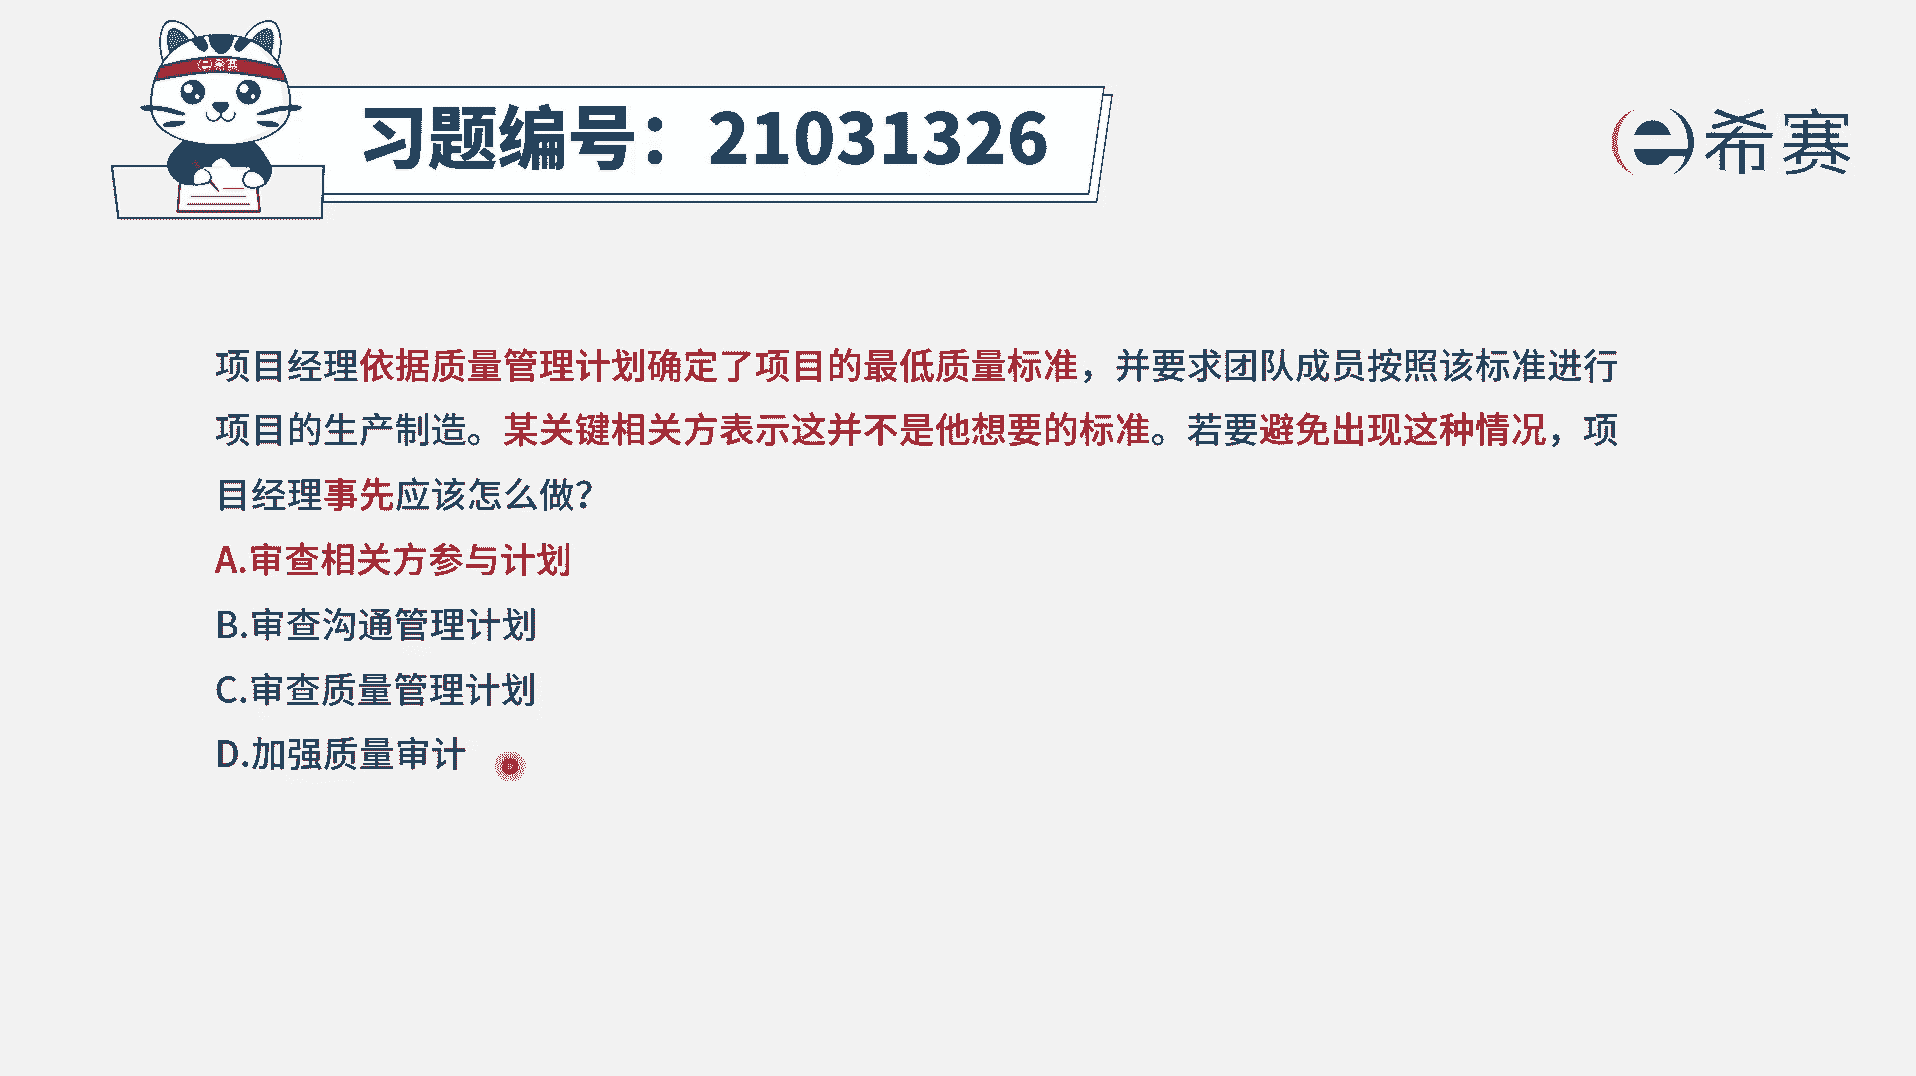 希赛
习题编号：21031326
希赛
项目经理依据质量管理计划确定了项目的最低质量标准，并要求团队成员按照该标准进行
项目的生产制造。某关键相关方表示这并不是他想要的标准。若要避免出现这种情况，项
目经理事先应该怎么做？
A.审查相关方参与计划
B.审查沟通管理计划
C.审查质量管理计划
D.加强质量审计